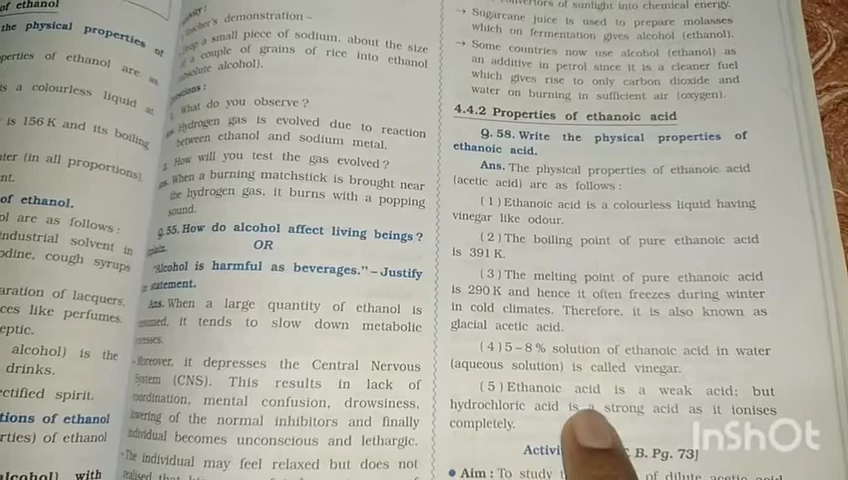 of ethanol
the physical properties of
perties of ethanol are as
s a colourless liquid at
is 156 K and its boiling
ter (in all proportions).
nt.
of ethanol.
ol are as follows :
industrial solvent in
odine, cough syrups
aration of lacquers,
ces like perfumes,
eptic.
alcohol) is the
drinks.
ectified spirit.
tions of ethanol
rties) of ethanol
alcohol) with
demonstration –
a small piece of sodium, about the size
a couple of grains of rice into ethanol
alcohol).
What do you observe ?
Hydrogen gas is evolved due to reaction
between ethanol and sodium metal.
How will you test the gas evolved ?
When a burning matchstick is brought near
the hydrogen gas, it burns with a popping
sound.
Q. 55. How do alcohol affect living beings ?
OR
"Alcohol is harmful as beverages." – Justify
statement.
Ans. When a large quantity of ethanol is
it tends to slow down metabolic
Moreover, it depresses the Central Nervous
System (CNS). This results in lack of
mental confusion, drowsiness,
of the normal inhibitors and finally
individual becomes unconscious and lethargic.
The individual may feel relaxed but does not
realised that
of sunlight into chemical energy.
→ Sugarcane juice is used to prepare molasses
which on fermentation gives alcohol (ethanol).
→ Some countries now use alcohol (ethanol) as
an additive in petrol since it is a cleaner fuel
which gives rise to only carbon dioxide and
water on burning in sufficient air (oxygen).
4.4.2 Properties of ethanoic acid
Q. 58. Write the physical properties of
ethanoic acid.
Ans. The physical properties of ethanoic acid
(acetic acid) are as follows :
(1) Ethanoic acid is a colourless liquid having
vinegar like odour.
(2) The boiling point of pure ethanoic acid
is 391 K.
(3) The melting point of pure ethanoic acid
is 290 K and hence it often freezes during winter
in cold climates. Therefore, it is also known as
glacial acetic acid.
(4) 5 – 8 % solution of ethanoic acid in water
(aqueous solution) is called vinegar.
(5) Ethanoic acid is a weak acid; but
hydrochloric acid is a strong acid as it ionises
completely.
Activi B. Pg. 73]
• Aim : To study of dilute acetic acid
InShOt